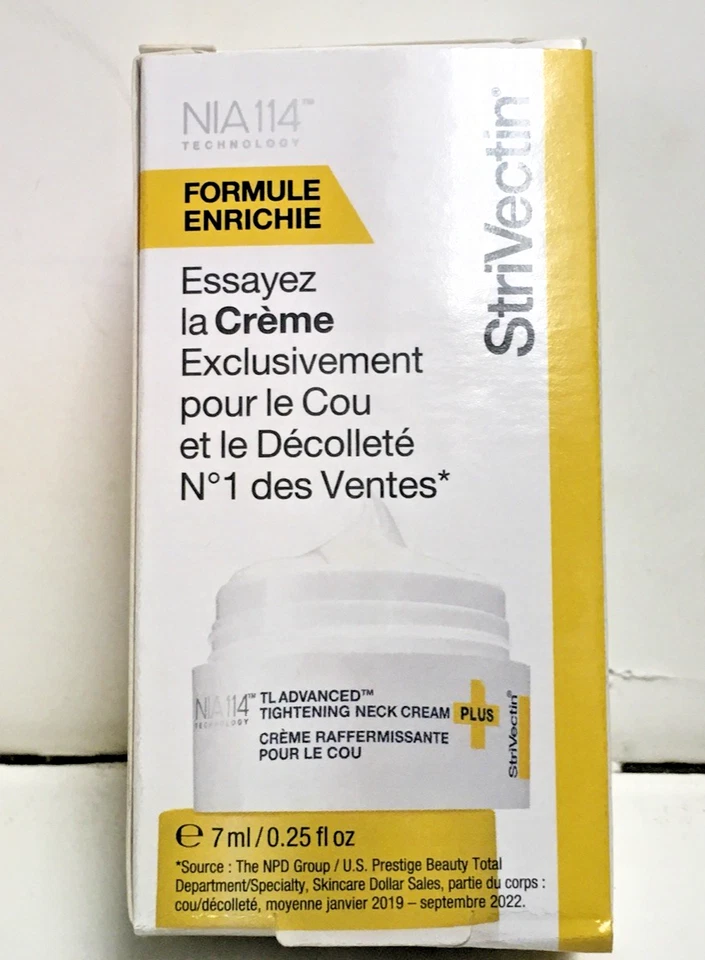 NIA114™
TECHNOLOGY
StriVectin®
FORMULE
ENRICHIE
Essayez
la Crème
Exclusivement
pour le Cou
et le Décolleté
N°1 des Ventes*
NIA114™
TECHNOLOGY
TL ADVANCED™
TIGHTENING NECK CREAM PLUS
CRÈME RAFFERMISSANTE
POUR LE COU
StriVectin®
℮ 7 ml / 0.25 fl oz
*Source : The NPD Group / U.S. Prestige Beauty Total
Department/Specialty, Skincare Dollar Sales, partie du corps :
cou/décolleté, moyenne janvier 2019 – septembre 2022.